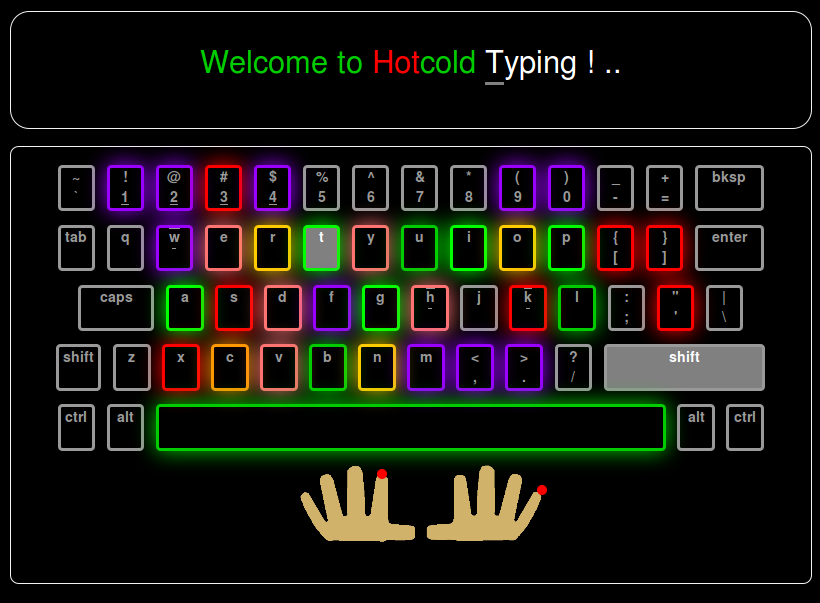 Welcome to Hotcold Typing ! ..
~ ! @ # $ % ^ & * ( ) _ + bksp
` 1 2 3 4 5 6 7 8 9 0 - =
tab q w e r t y u i o p { } enter
[ ]
caps a s d f g h j k l : " |
; ' \
shift z x c v b n m < > ? shift
, . /
ctrl alt alt ctrl